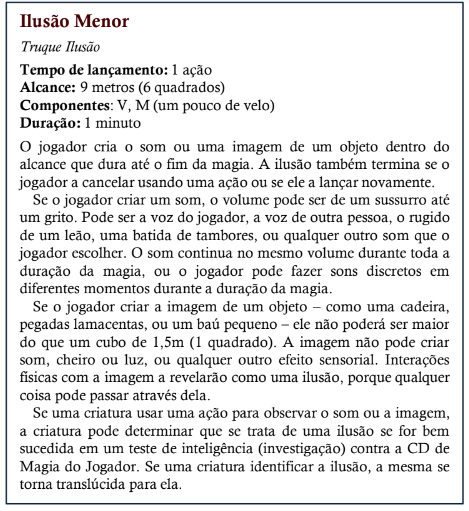 Ilusão Menor
Truque Ilusão
Tempo de lançamento: 1 ação
Alcance: 9 metros (6 quadrados)
Componentes: V, M (um pouco de velo)
Duração: 1 minuto
O jogador cria o som ou uma imagem de um objeto dentro do
alcance que dura até o fim da magia. A ilusão também termina se o
jogador a cancelar usando uma ação ou se ele a lançar novamente.
Se o jogador criar um som, o volume pode ser de um sussurro até
um grito. Pode ser a voz do jogador, a voz de outra pessoa, o rugido
de um leão, uma batida de tambores, ou qualquer outro som que o
jogador escolher. O som continua no mesmo volume durante toda a
duração da magia, ou o jogador pode fazer sons discretos em
diferentes momentos durante a duração da magia.
Se o jogador criar a imagem de um objeto – como uma cadeira,
pegadas lamacentas, ou um baú pequeno – ele não poderá ser maior
do que um cubo de 1,5m (1 quadrado). A imagem não pode criar
som, cheiro ou luz, ou qualquer outro efeito sensorial. Interações
físicas com a imagem a revelarão como uma ilusão, porque qualquer
coisa pode passar através dela.
Se uma criatura usar uma ação para observar o som ou a imagem,
a criatura pode determinar que se trata de uma ilusão se for bem
sucedida em um teste de inteligência (investigação) contra a CD de
Magia do Jogador. Se uma criatura identificar a ilusão, a mesma se
torna translúcida para ela.